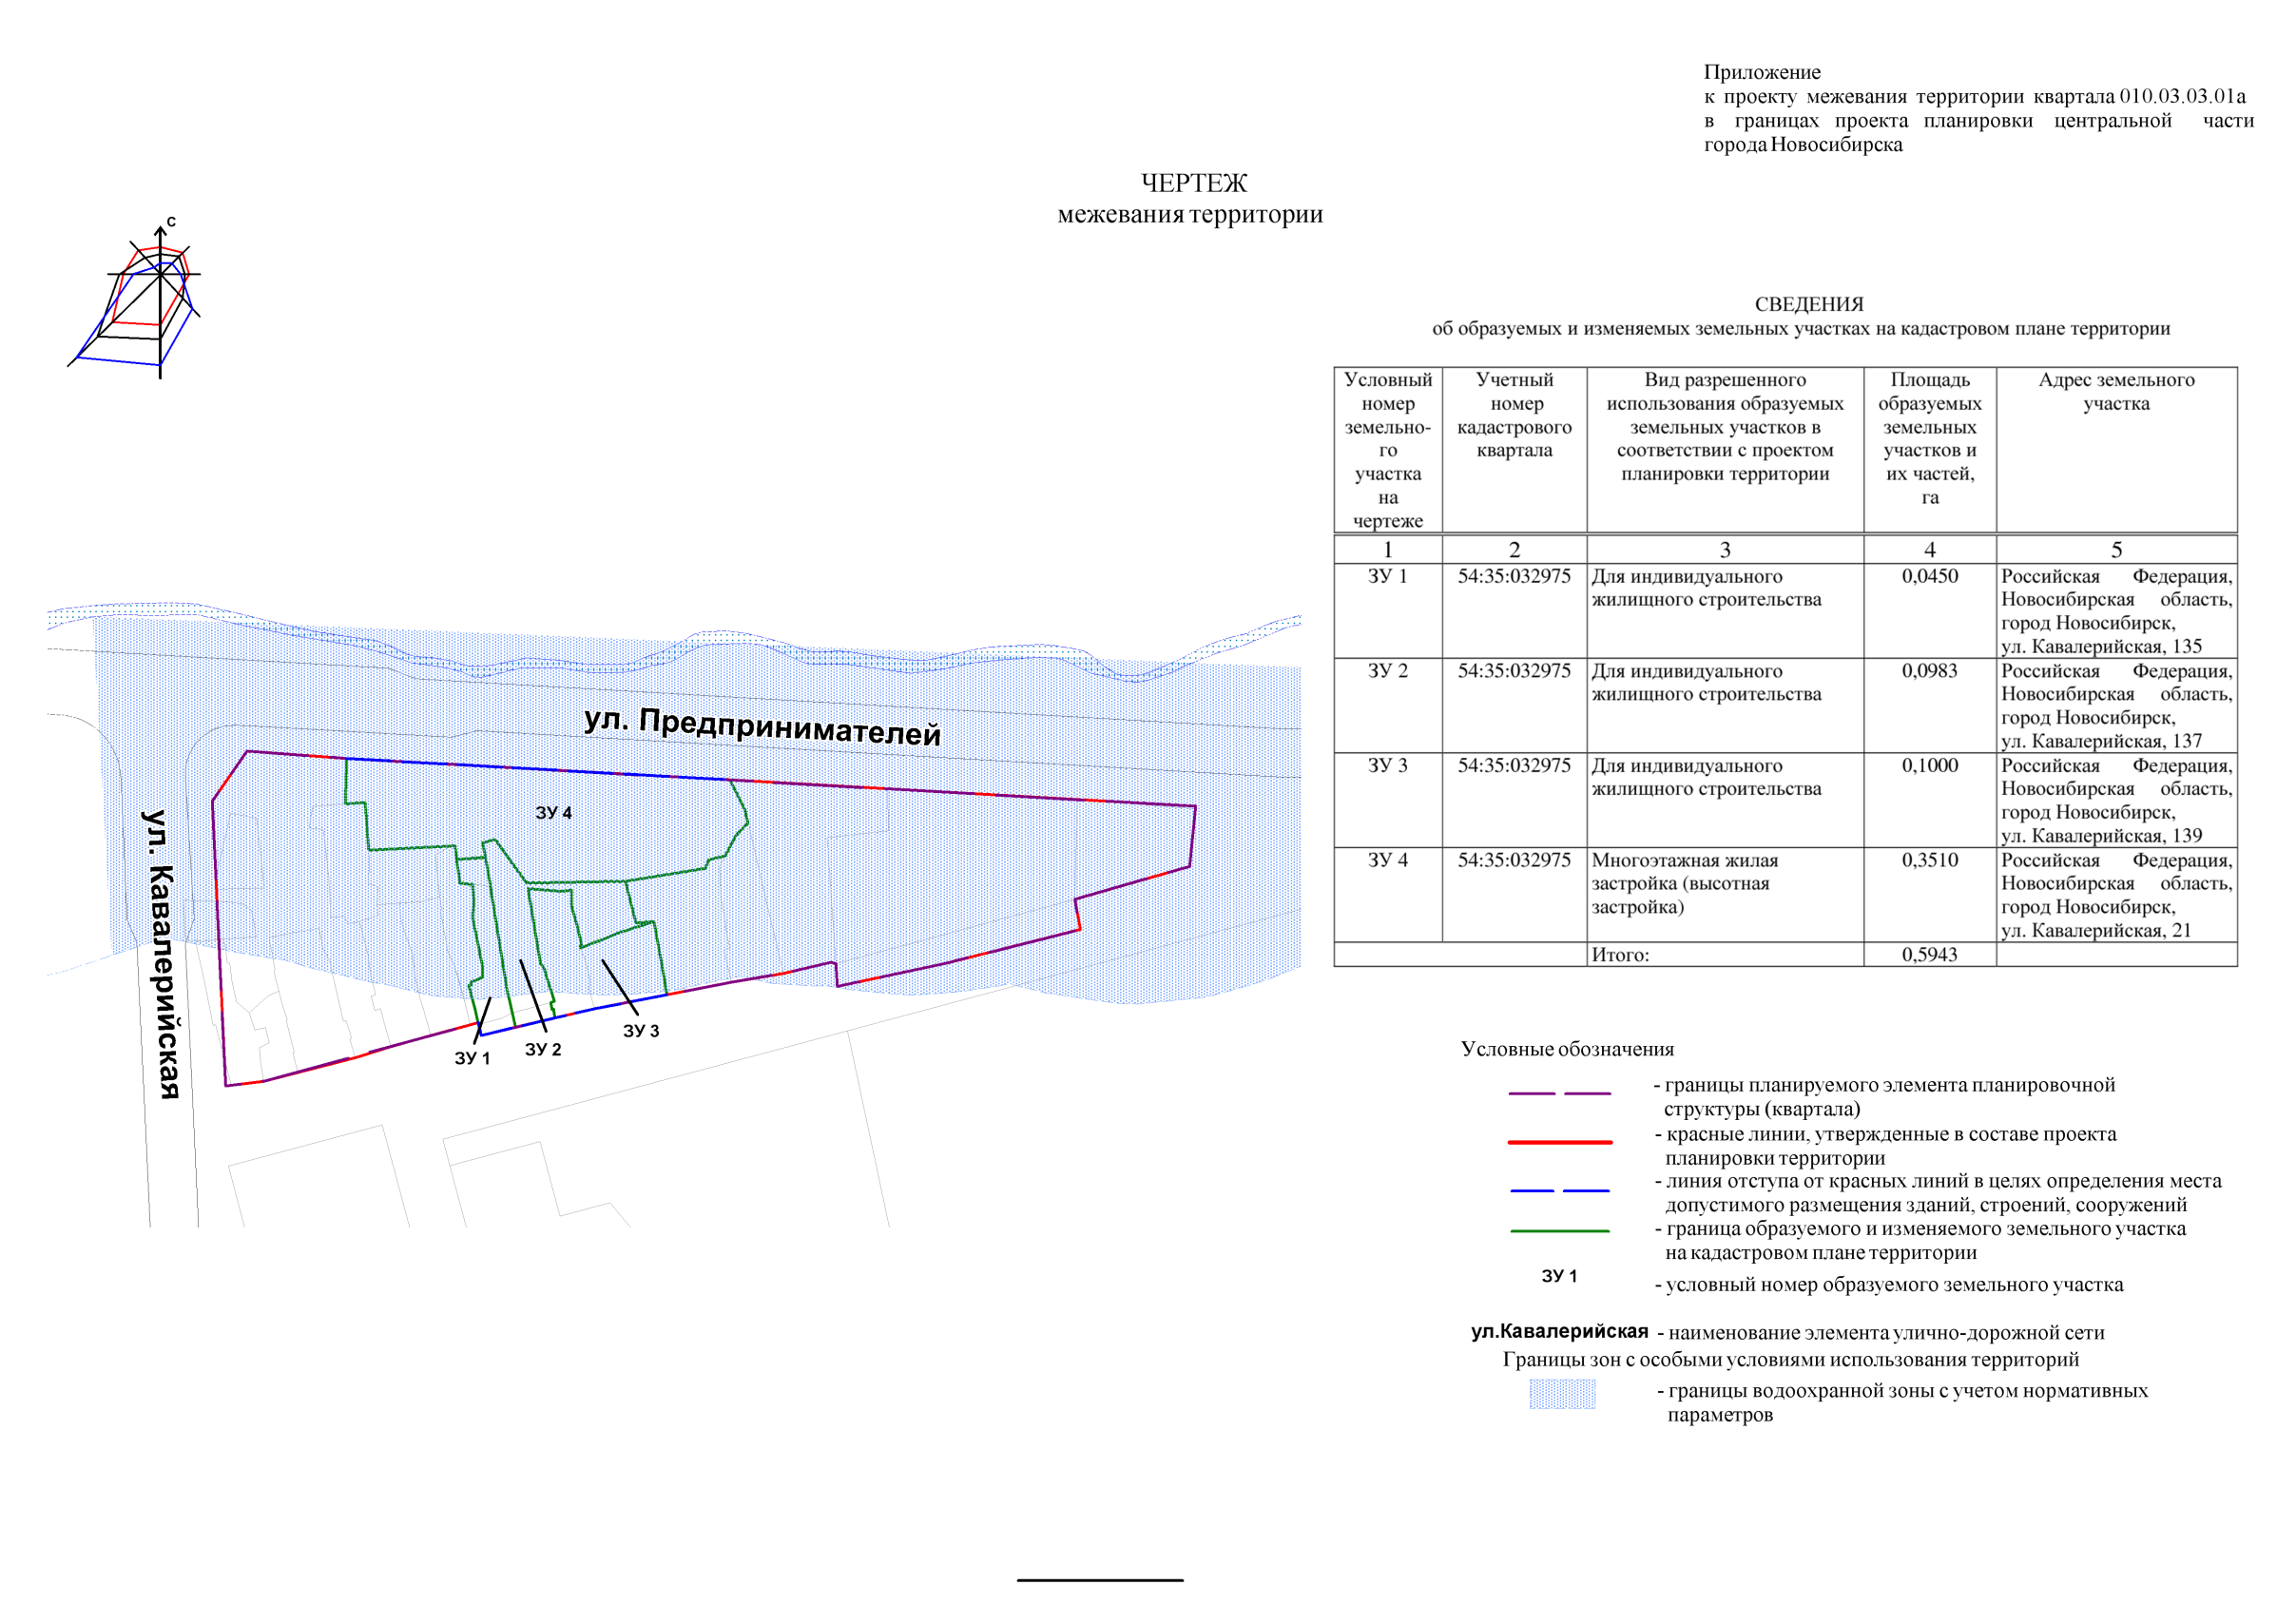 Приложение
к проекту межевания территории квартала 010.03.03.01а
в границах проекта планировки центральной части
города Новосибирска
ЧЕРТЕЖ
межевания территории
С
СВЕДЕНИЯ
об образуемых и изменяемых земельных участках на кадастровом плане территории
Условный
номер
земельно-
го
участка
на
чертеже
Учетный
номер
кадастрового
квартала
Вид разрешенного
использования образуемых
земельных участков в
соответствии с проектом
планировки территории
Площадь
образуемых
земельных
участков и
их частей,
га
Адрес земельного
участка
1 2 3 4 5
ЗУ 1
54:35:032975
Для индивидуального
жилищного строительства
0,0450
Российская Федерация,
Новосибирская область,
город Новосибирск,
ул. Кавалерийская, 135
ЗУ 2
54:35:032975
Для индивидуального
жилищного строительства
0,0983
Российская Федерация,
Новосибирская область,
город Новосибирск,
ул. Кавалерийская, 137
ЗУ 3
54:35:032975
Для индивидуального
жилищного строительства
0,1000
Российская Федерация,
Новосибирская область,
город Новосибирск,
ул. Кавалерийская, 139
ЗУ 4
54:35:032975
Многоэтажная жилая
застройка (высотная
застройка)
0,3510
Российская Федерация,
Новосибирская область,
город Новосибирск,
ул. Кавалерийская, 21
Итого: 0,5943
ул. Предпринимателей
ул. Кавалерийская
ЗУ 4
ЗУ 1
ЗУ 2
ЗУ 3
Условные обозначения
- границы планируемого элемента планировочной
структуры (квартала)
- красные линии, утвержденные в составе проекта
планировки территории
- линия отступа от красных линий в целях определения места
допустимого размещения зданий, строений, сооружений
- граница образуемого и изменяемого земельного участка
на кадастровом плане территории
ЗУ 1 - условный номер образуемого земельного участка
ул.Кавалерийская - наименование элемента улично-дорожной сети
Границы зон с особыми условиями использования территорий
- границы водоохранной зоны с учетом нормативных
параметров